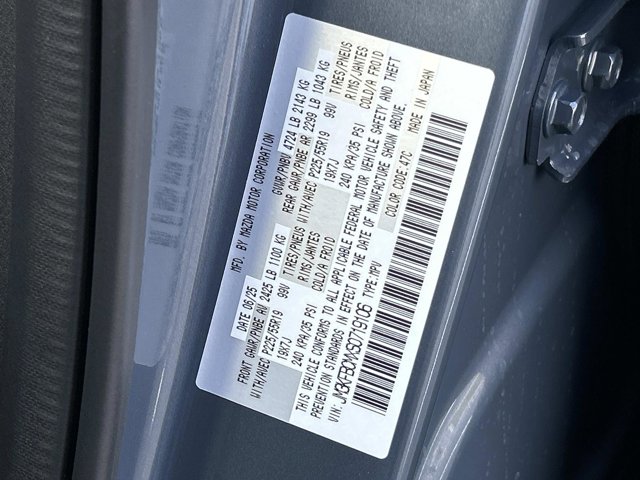 MFD. BY MAZDA MOTOR CORPORATION
DATE 06/25 GVWR/PNBV 4724 LB 2143 KG
FRONT GAWR/PNBE AV 2425 LB 1100 KG REAR GAWR/PNBE AR 2299 LB 1043 KG
WITH/AVEC P225/55R19 99V TIRES/PNEUS WITH/AVEC P225/55R19 99V TIRES/PNEUS
19X7J RIMS/JANTES 19X7J RIMS/JANTES
240 KPA/35 PSI COLD/A FROID 240 KPA/35 PSI COLD/A FROID
THIS VEHICLE CONFORMS TO ALL APPLICABLE FEDERAL MOTOR VEHICLE SAFETY AND THEFT
PREVENTION STANDARDS IN EFFECT ON THE DATE OF MANUFACTURE SHOWN ABOVE.
VIN: JM3KFBCM4S0719706 TYPE: MPV COLOR CODE: 47C MADE IN JAPAN